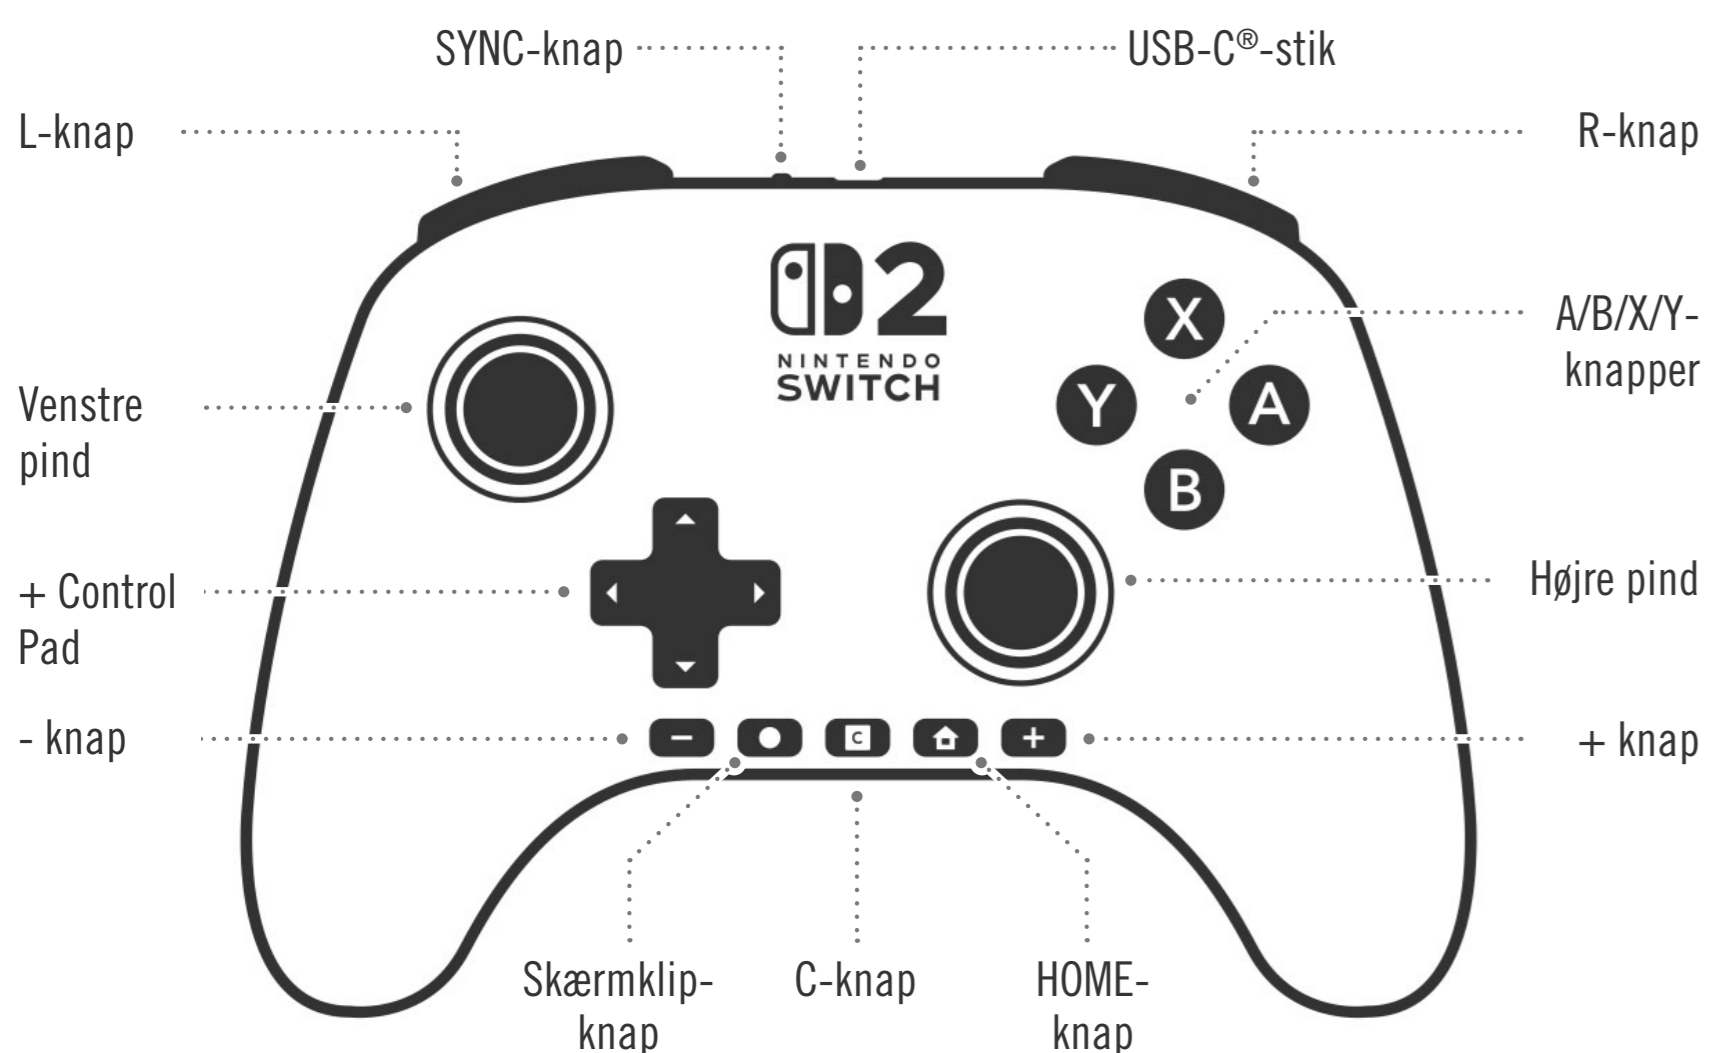 SYNC-knap
USB-C®-stik
L-knap
R-knap
2
NINTENDO
SWITCH
X
Y
A
B
A/B/X/Y-
knapper
Venstre
pind
+ Control
Pad
Højre pind
- knap
C
+ knap
Skærmklip-
knap
C-knap
HOME-
knap